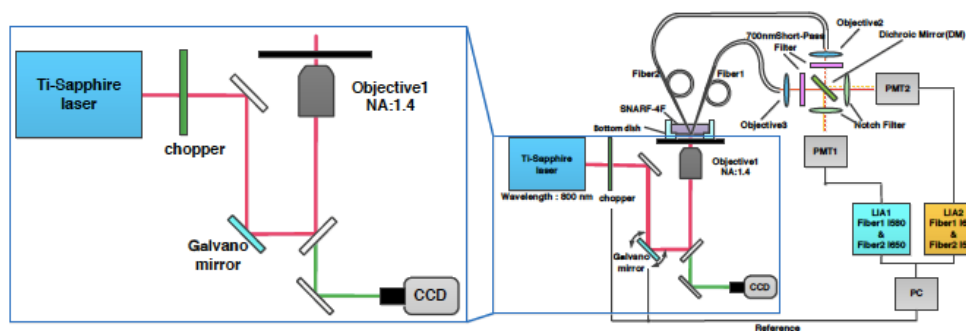 Ti-Sapphire
laser
chopper
Objective1
NA:1.4
Galvano
mirror
CCD
Objective2
700nmShort-Pass
Filter
Dichroic Mirror(DM)
Fiber2
Fiber1
PMT2
SNARF-4F
Objective3
Notch Filter
Bottom dish
PMT1
Ti-Sapphire
laser
Objective1
NA:1.4
Wavelength : 800 nm
chopper
LIA1
Fiber1 I580
&
Fiber2 I650
LIA2
Fiber1
&
Fiber2
Galvano
mirror
CCD
PC
Reference